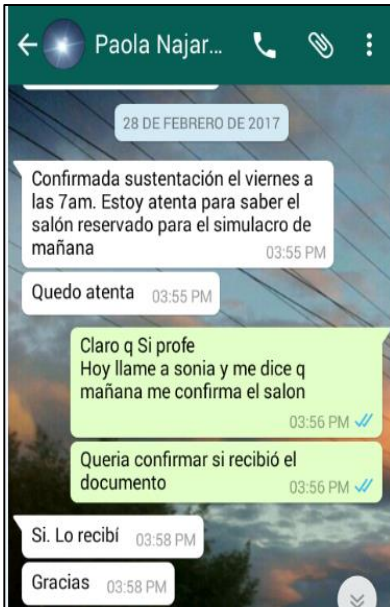 Paola Najar...
28 DE FEBRERO DE 2017
Confirmada sustentación el viernes a
las 7am. Estoy atenta para saber el
salón reservado para el simulacro de
mañana
03:55 PM
Quedo atenta 03:55 PM
Claro q Si profe
Hoy llame a sonia y me dice q
mañana me confirma el salon
03:56 PM
Queria confirmar si recibió el
documento
03:56 PM
Si. Lo recibí 03:58 PM
Gracias 03:58 PM